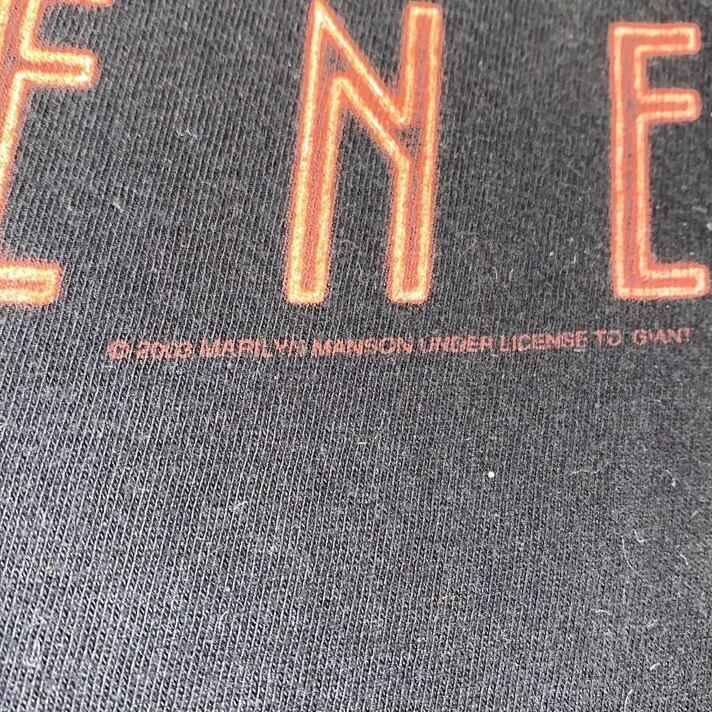 E N E
© 2003 MARILYN MANSON UNDER LICENSE TO GIANT